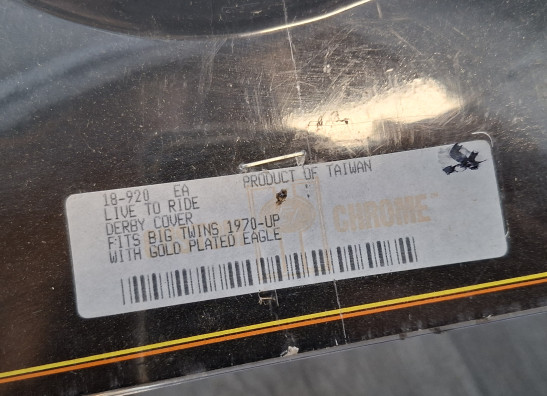 18-920 EA PRODUCT OF TAIWAN
LIVE TO RIDE
DERBY COVER
FITS BIG TWINS 1970-UP
WITH GOLD PLATED EAGLE
CHROME™